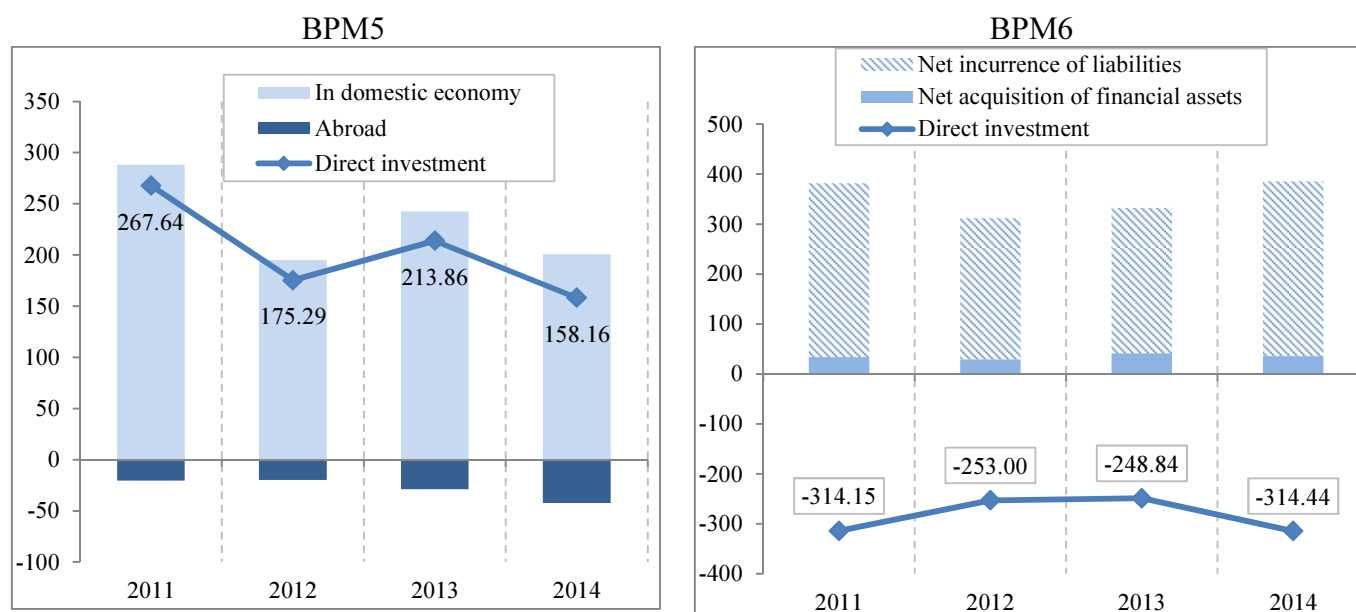 BPM5
In domestic economy
Abroad
Direct investment
350
300
250
200
150
100
50
0
-50
-100
267.64
175.29
213.86
158.16
2011 2012 2013 2014
BPM6
Net incurrence of liabilities
Net acquisition of financial assets
Direct investment
500
400
300
200
100
0
-100
-200
-300
-400
-314.15
-253.00
-248.84
-314.44
2011 2012 2013 2014